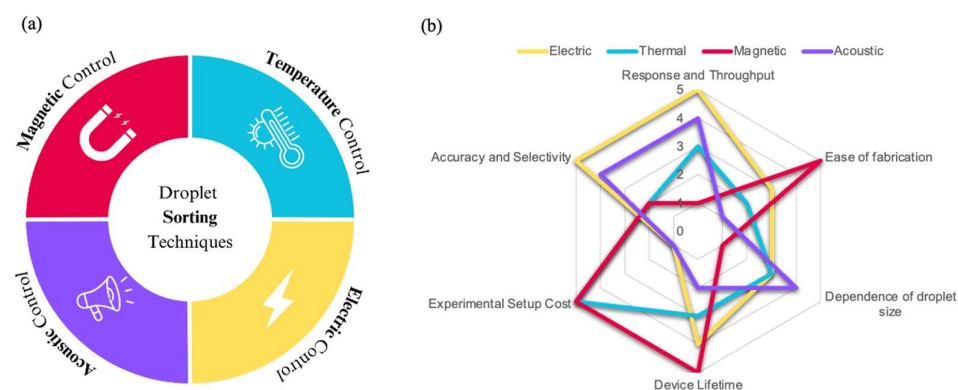 (a)
Magnetic Control
Temperature Control
Droplet
Sorting
Techniques
Acoustic Control
Electric Control
(b)
Electric
Thermal
Magnetic
Acoustic
Response and Throughput
5
4
3
2
1
0
Accuracy and Selectivity
Ease of fabrication
Experimental Setup Cost
Dependence of droplet
size
Device Lifetime